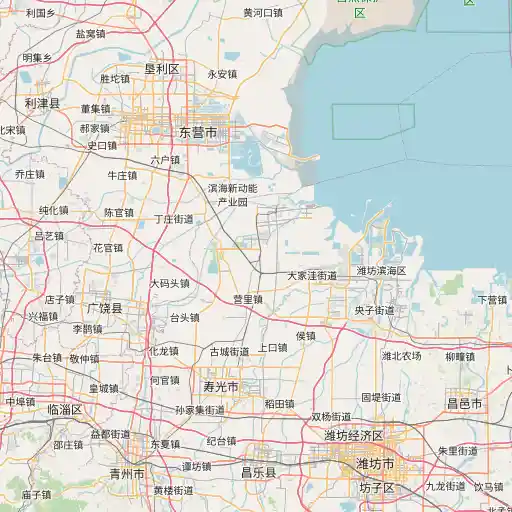 利国乡
黄河口镇
区
区
盐窝镇
明集乡
垦利区
永安镇
胜坨镇
利津县
董集镇
郝家镇
东营市
史口镇
六户镇
乔庄镇
牛庄镇
滨海新动能
产业园
纯化镇
陈官镇
丁庄街道
吕艺镇
花官镇
大家洼街道
潍坊滨海区
大码头镇
店子镇
营里镇
下营镇
广饶县
兴福镇
台头镇
央子街道
李鹊镇
侯镇
朱台镇
敬仲镇
化龙镇
古城街道
上口镇
潍北农场
柳疃镇
何官镇
皇城镇
寿光市
固堤街道
中埠镇
临淄区
孙家集街道
稻田镇
昌邑市
双杨街道
益都街道
潍坊经济区
邵庄镇
东夏镇
纪台镇
朱里街道
青州市
谭坊镇
昌乐县
潍坊市
庙子镇
黄楼街道
坊子区
九龙街道
饮马镇